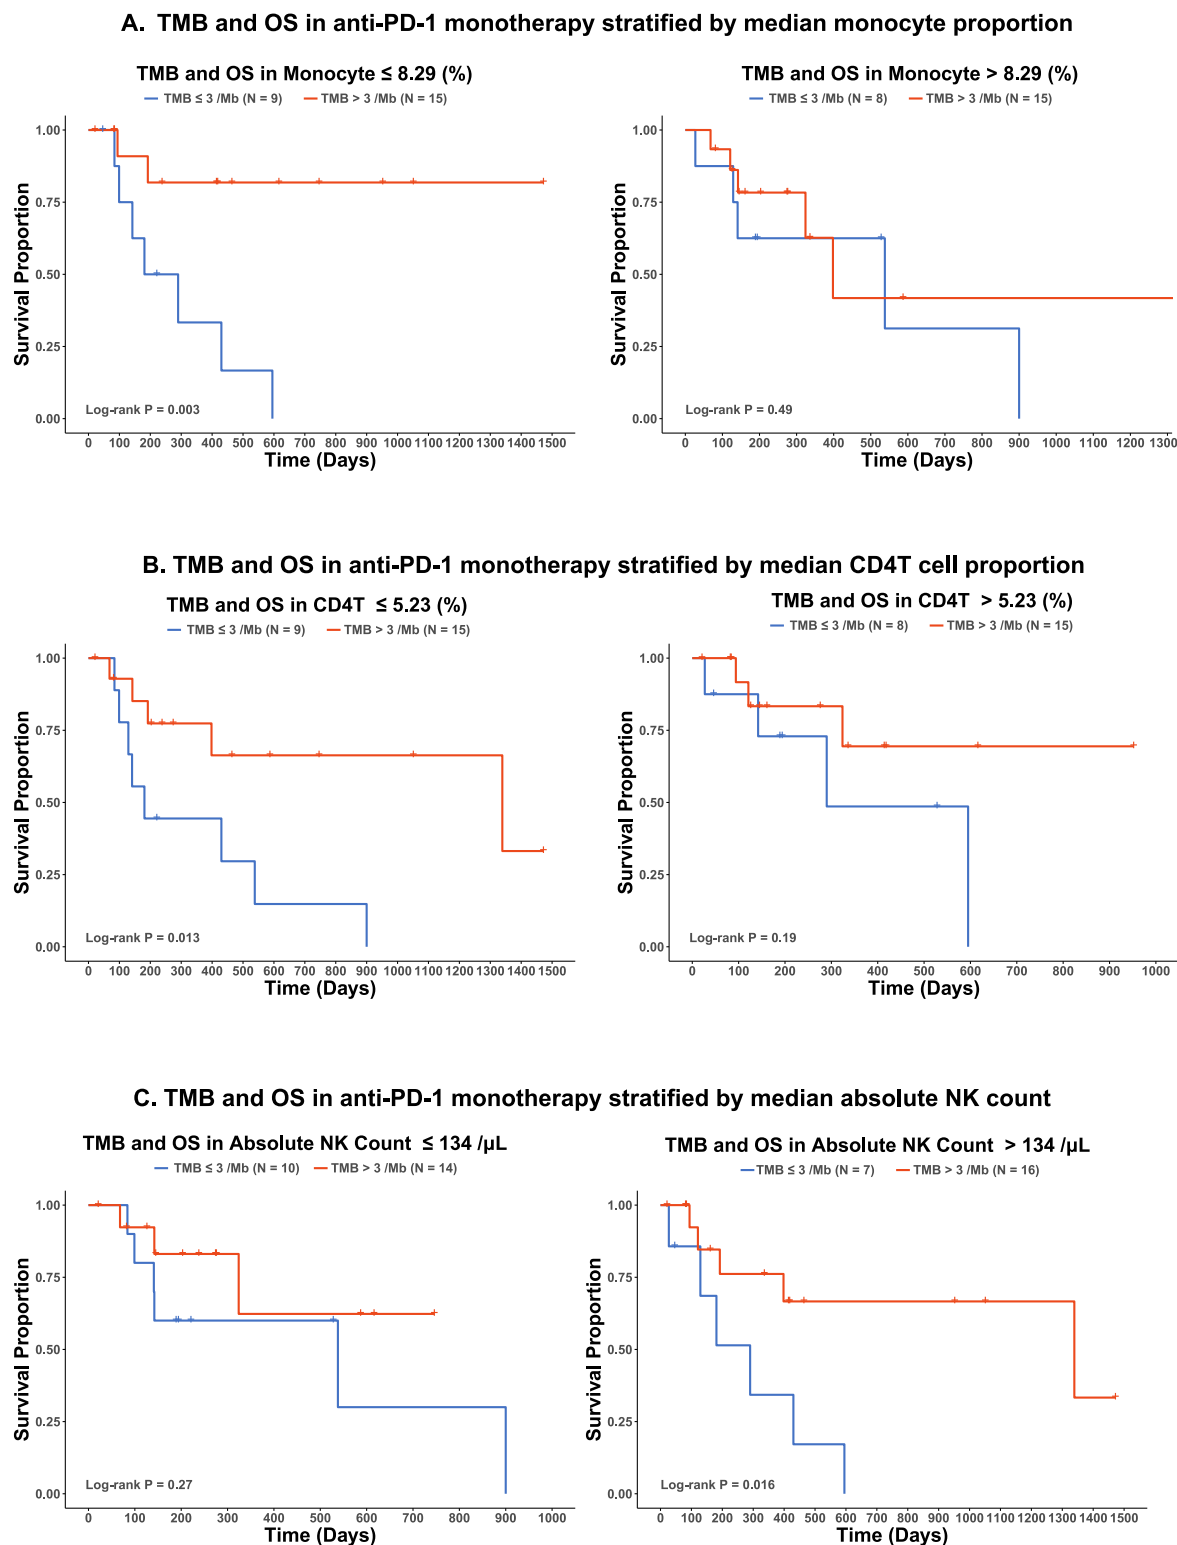 A. TMB and OS in anti-PD-1 monotherapy stratified by median monocyte proportion
TMB and OS in Monocyte ≤ 8.29 (%)
TMB ≤ 3 /Mb (N = 9) TMB > 3 /Mb (N = 15)
Survival Proportion
1.00
0.75
0.50
0.25
0.00
Log-rank P = 0.003
0 100 200 300 400 500 600 700 800 900 1000 1100 1200 1300 1400 1500
Time (Days)
TMB and OS in Monocyte > 8.29 (%)
TMB ≤ 3 /Mb (N = 8) TMB > 3 /Mb (N = 15)
Survival Proportion
1.00
0.75
0.50
0.25
0.00
Log-rank P = 0.49
0 100 200 300 400 500 600 700 800 900 1000 1100 1200 1300
Time (Days)
B. TMB and OS in anti-PD-1 monotherapy stratified by median CD4T cell proportion
TMB and OS in CD4T ≤ 5.23 (%)
TMB ≤ 3 /Mb (N = 9) TMB > 3 /Mb (N = 15)
Survival Proportion
1.00
0.75
0.50
0.25
0.00
Log-rank P = 0.013
0 100 200 300 400 500 600 700 800 900 1000 1100 1200 1300 1400 1500
Time (Days)
TMB and OS in CD4T > 5.23 (%)
TMB ≤ 3 /Mb (N = 8) TMB > 3 /Mb (N = 15)
Survival Proportion
1.00
0.75
0.50
0.25
0.00
Log-rank P = 0.19
0 100 200 300 400 500 600 700 800 900 1000
Time (Days)
C. TMB and OS in anti-PD-1 monotherapy stratified by median absolute NK count
TMB and OS in Absolute NK Count ≤ 134 /µL
TMB ≤ 3 /Mb (N = 10) TMB > 3 /Mb (N = 14)
Survival Proportion
1.00
0.75
0.50
0.25
0.00
Log-rank P = 0.27
0 100 200 300 400 500 600 700 800 900 1000
Time (Days)
TMB and OS in Absolute NK Count > 134 /µL
TMB ≤ 3 /Mb (N = 7) TMB > 3 /Mb (N = 16)
Survival Proportion
1.00
0.75
0.50
0.25
0.00
Log-rank P = 0.016
0 100 200 300 400 500 600 700 800 900 1000 1100 1200 1300 1400 1500
Time (Days)